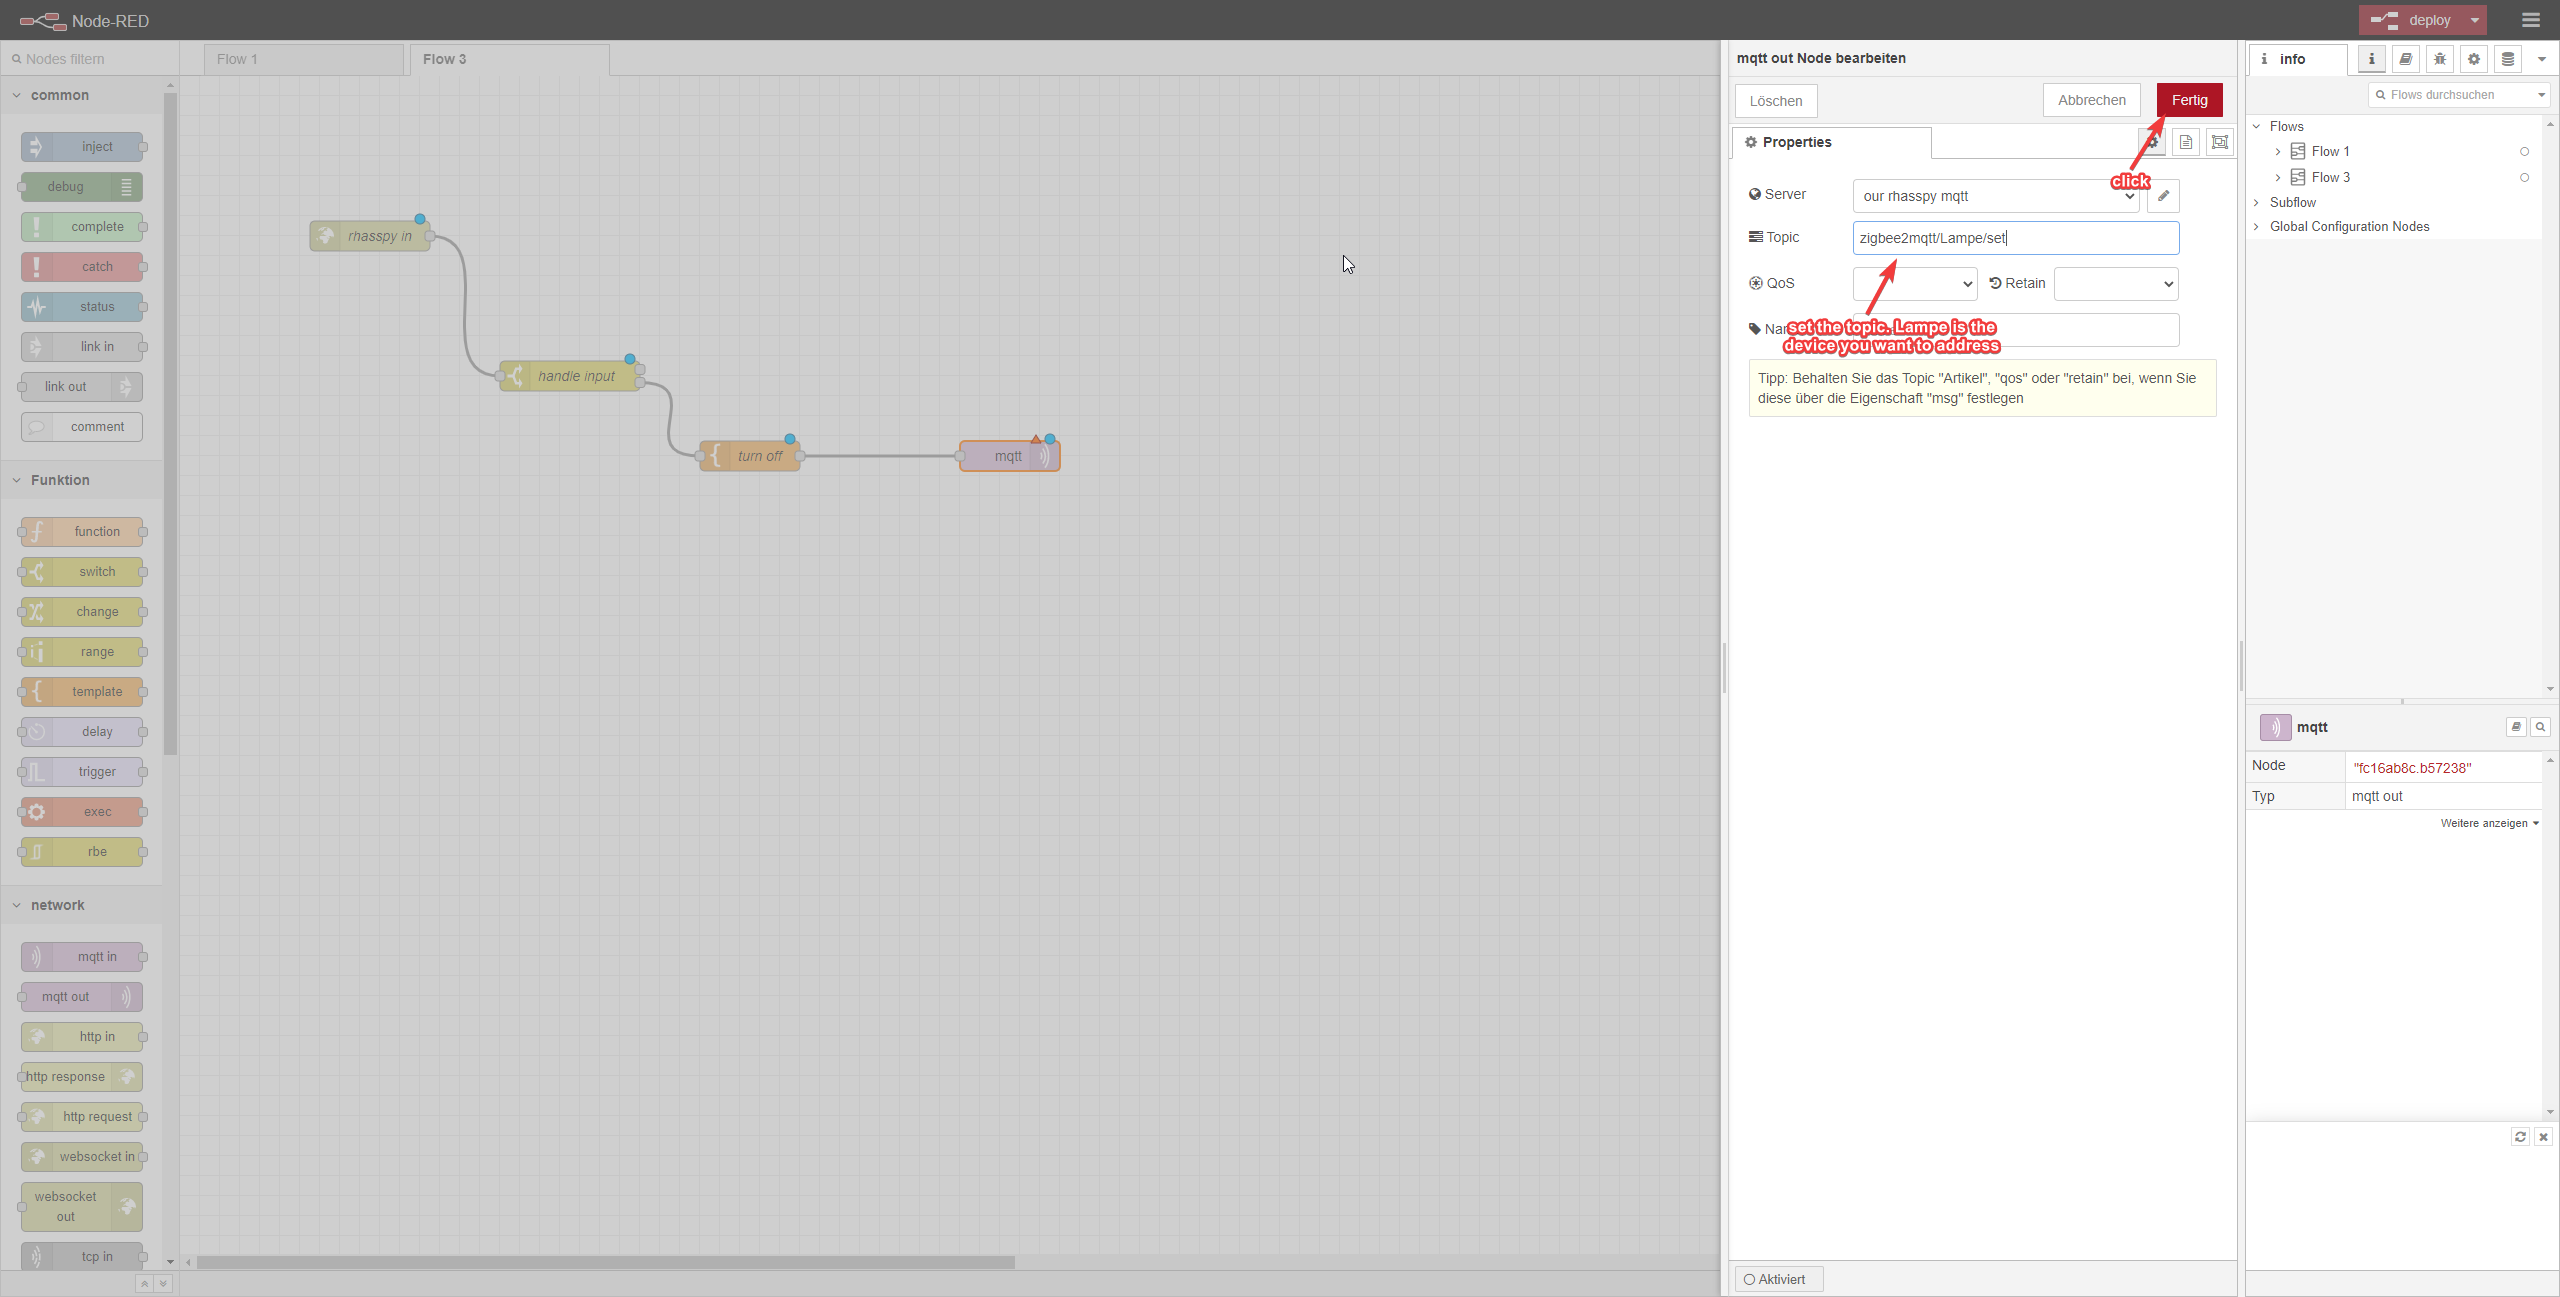 Node-RED
deploy
Nodes filtern
Flow 1
Flow 3
mqtt out Node bearbeiten
info
common
Löschen
Abbrechen
Fertig
Flows durchsuchen
Properties
Flows
Flow 1
Flow 3
Subflow
Global Configuration Nodes
inject
debug
complete
catch
status
link in
link out
comment
rhasspy in
handle input
turn off
mqtt
click
Server
our rhasspy mqtt
Topic
zigbee2mqtt/Lampe/set
QoS
Retain
set the topic. Lampe is the
device you want to address
Tipp: Behalten Sie das Topic "Artikel", "qos" oder "retain" bei, wenn Sie
diese über die Eigenschaft "msg" festlegen
Funktion
function
switch
change
range
template
delay
trigger
exec
rbe
network
mqtt in
mqtt out
http in
http response
http request
websocket in
websocket
out
tcp in
mqtt
Node
"fc16ab8c.b57238"
Typ
mqtt out
Weitere anzeigen
Aktiviert